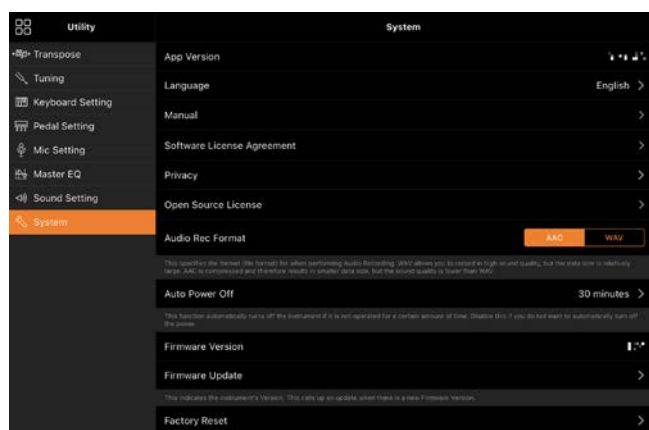 Utility
System
Transpose
Tuning
Keyboard Setting
Pedal Setting
Mic Setting
Master EQ
Sound Setting
System
App Version
Language English
Manual
Software License Agreement
Privacy
Open Source License
Audio Rec Format AAC WAV
This specifies the format (file format) for when performing Audio Recording. WAV allows you to record in high sound quality, but the data size is relatively
large. AAC is compressed and therefore results in smaller data size, but the sound quality is lower than WAV.
Auto Power Off 30 minutes
This function automatically turns off the instrument if it is not operated for a certain amount of time. Disable this if you do not want to automatically turn off
the power.
Firmware Version
Firmware Update
This indicates the instrument's Version. This calls up an update when there is a new Firmware version.
Factory Reset